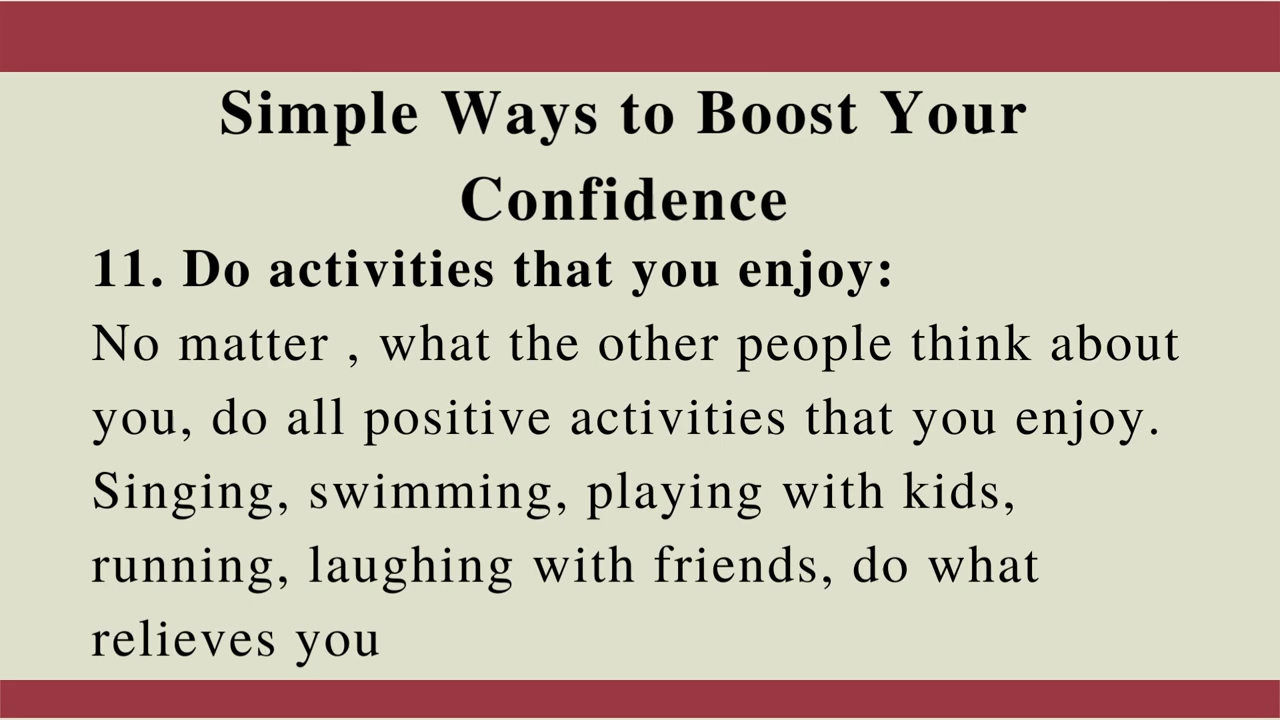 Simple Ways to Boost Your
Confidence
11. Do activities that you enjoy:
No matter , what the other people think about
you, do all positive activities that you enjoy.
Singing, swimming, playing with kids,
running, laughing with friends, do what
relieves you